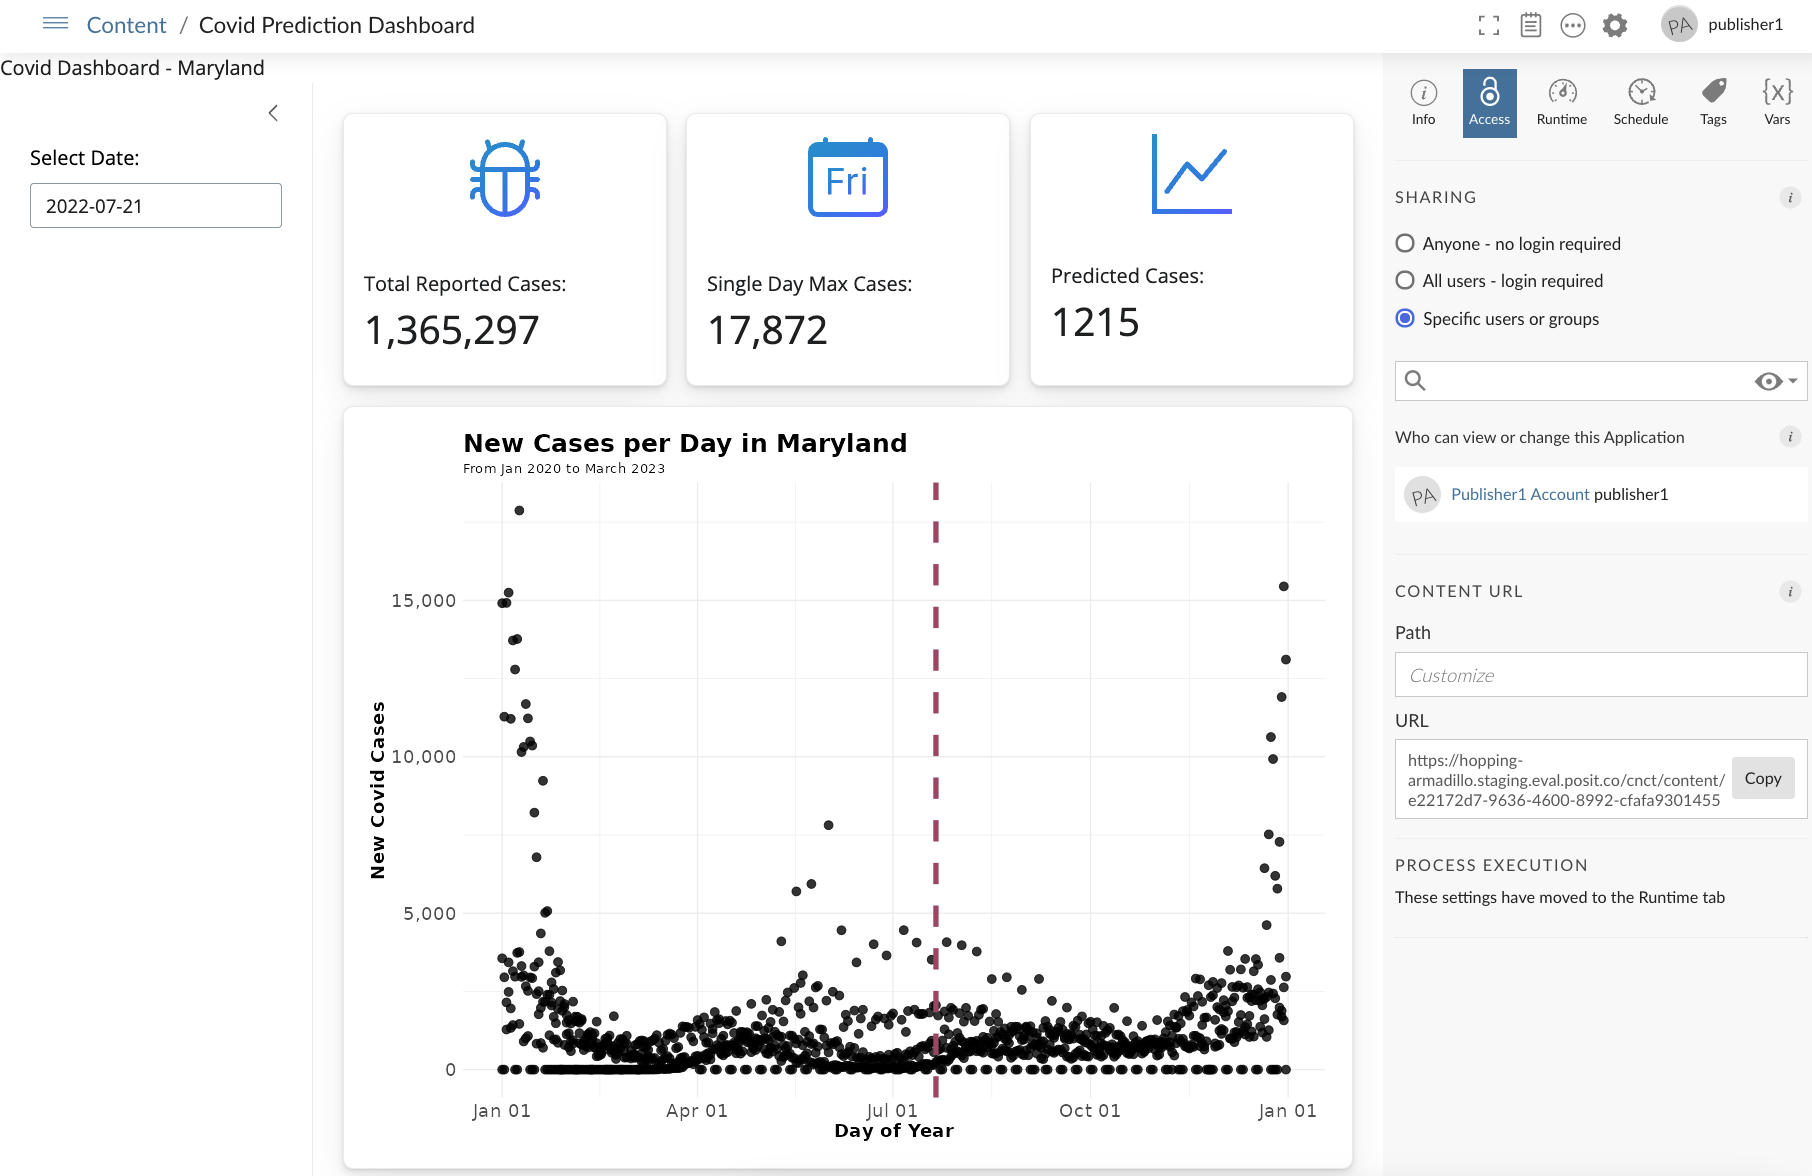 Content / Covid Prediction Dashboard
PA publisher1
Covid Dashboard - Maryland
Select Date:
2022-07-21
Fri
Total Reported Cases:
1,365,297
Single Day Max Cases:
17,872
Predicted Cases:
1215
New Cases per Day in Maryland
From Jan 2020 to March 2023
New Covid Cases
15,000
10,000
5,000
0
Jan 01
Apr 01
Jul 01
Oct 01
Jan 01
Day of Year
i
Info
Access
Runtime
Schedule
Tags
{x}
Vars
SHARING
i
Anyone - no login required
All users - login required
Specific users or groups
Who can view or change this Application
i
PA Publisher1 Account publisher1
CONTENT URL
i
Path
Customize
URL
https://hopping-
armadillo.staging.eval.posit.co/cnct/content/
e22172d7-9636-4600-8992-cfafa9301455
Copy
PROCESS EXECUTION
These settings have moved to the Runtime tab